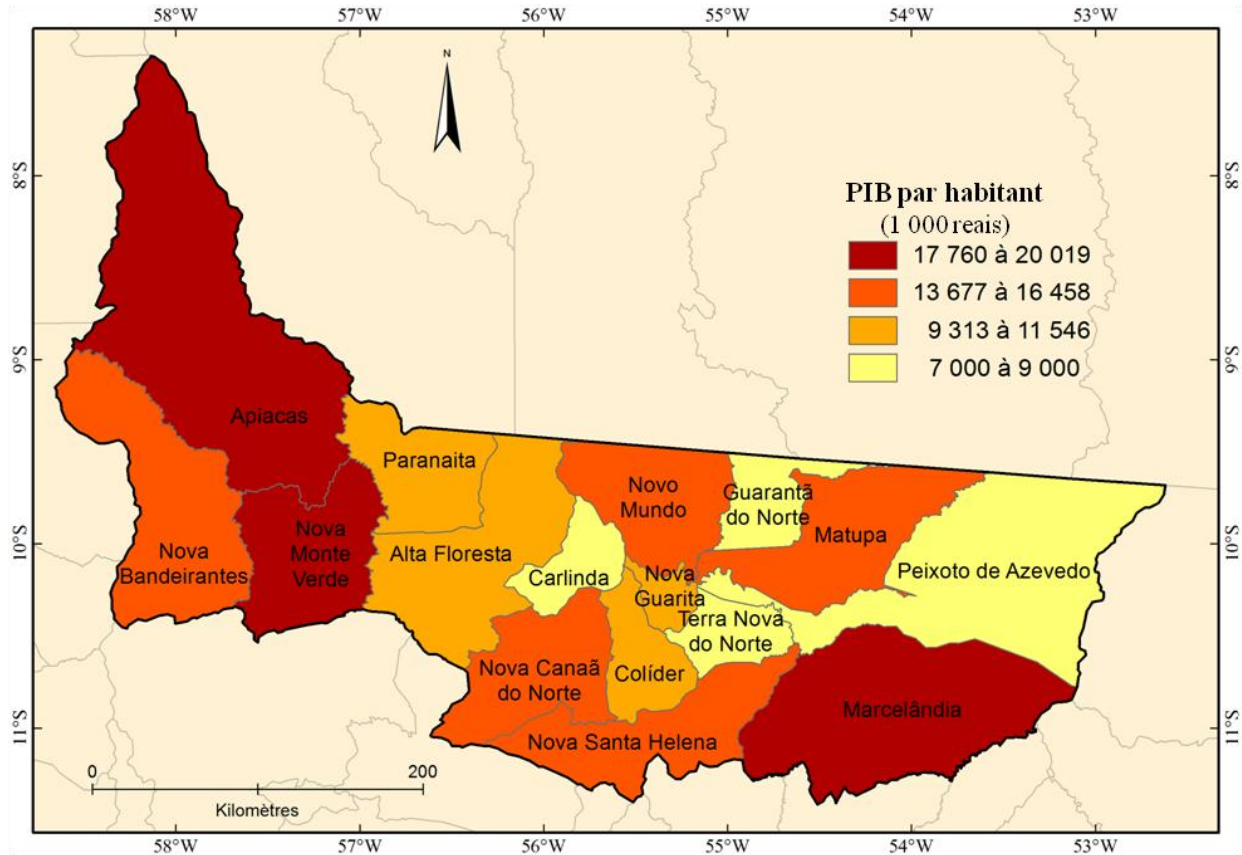 58°W 57°W 56°W 55°W 54°W 53°W
N
8°S 8°S
PIB par habitant
(1 000 reais)
17 760 à 20 019
13 677 à 16 458
9 313 à 11 546
7 000 à 9 000
9°S 9°S
Apiacas
Paranaita
Novo
Mundo
Guarantã
do Norte
Matupa
Nova
Monte
Verde
Alta Floresta
10°S 10°S
Nova
Bandeirantes
Carlinda
Nova
Guarita
Peixoto de Azevedo
Terra Nova
do Norte
Nova Canaã
do Norte
Colíder
Marcelândia
11°S 11°S
Nova Santa Helena
0 200
Kilomètres
58°W 57°W 56°W 55°W 54°W 53°W